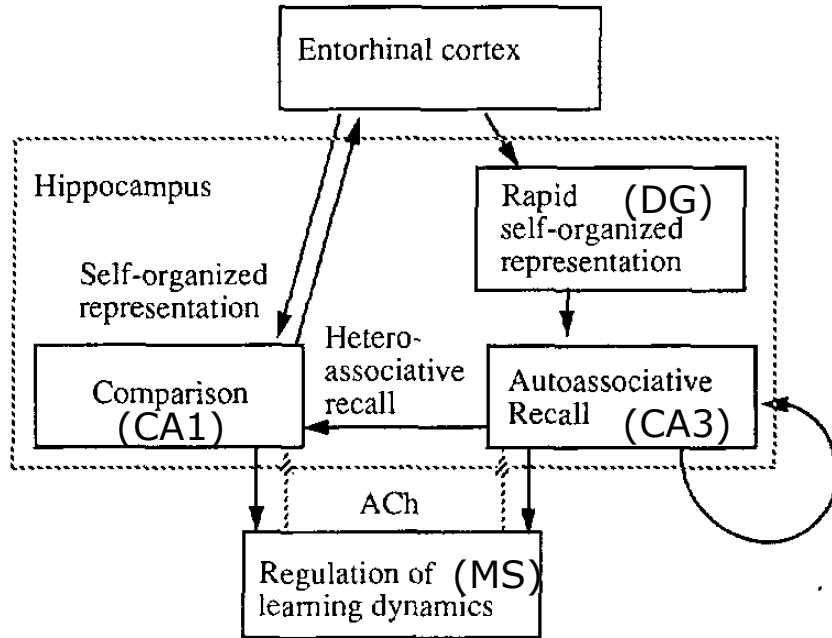 Entorhinal cortex
Hippocampus
Rapid (DG)
self-organized
representation
Self-organized
representation
Hetero-
associative
recall
Comparison
(CA1)
Autoassociative
Recall (CA3)
ACh
Regulation of (MS)
learning dynamics